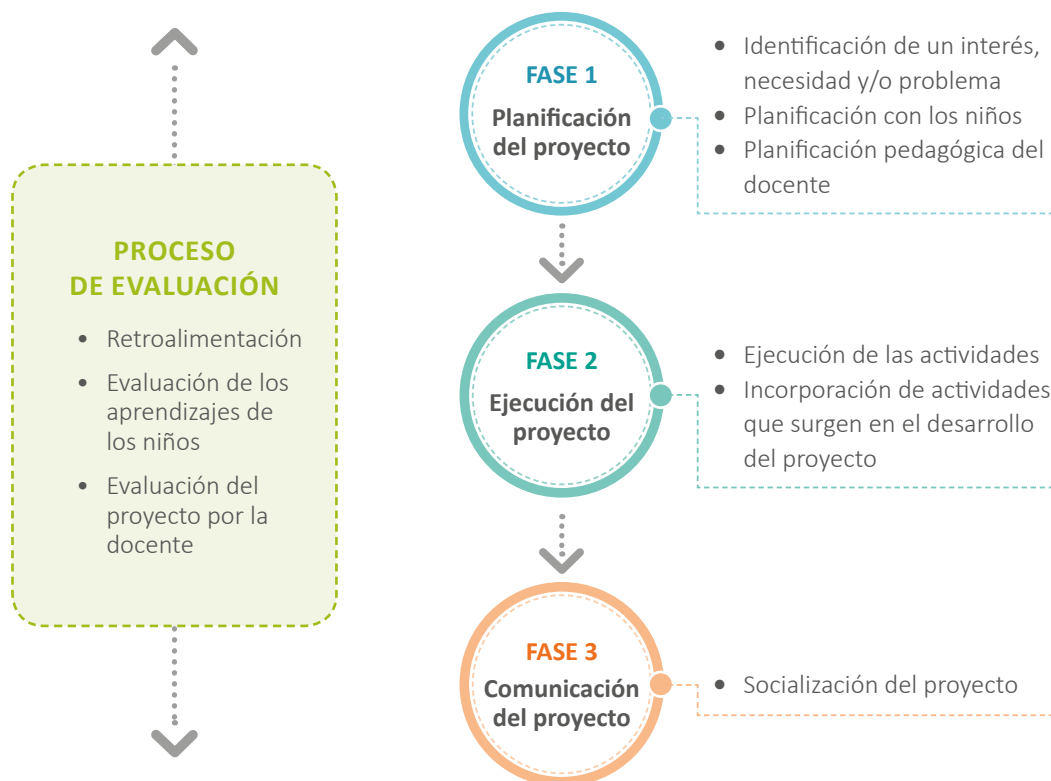 PROCESO
DE EVALUACIÓN
• Retroalimentación
• Evaluación de los
aprendizajes de
los niños
• Evaluación del
proyecto por la
docente
FASE 1
Planificación
del proyecto
• Identificación de un interés,
necesidad y/o problema
• Planificación con los niños
• Planificación pedagógica del
docente
FASE 2
Ejecución del
proyecto
• Ejecución de las actividades
• Incorporación de actividades
que surgen en el desarrollo
del proyecto
FASE 3
Comunicación
del proyecto
• Socialización del proyecto